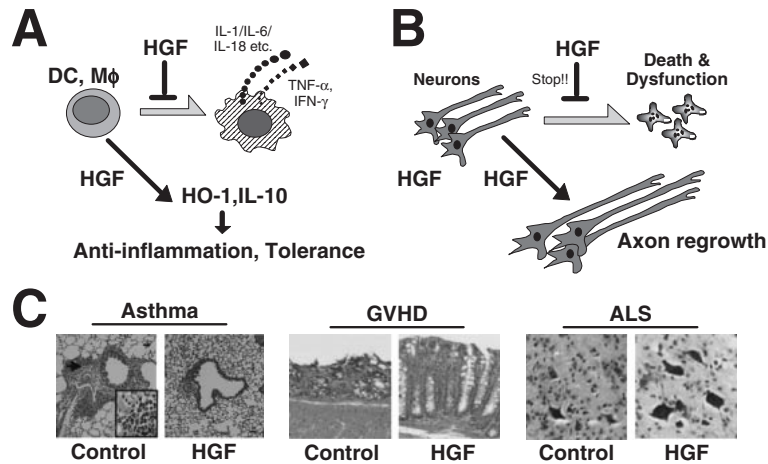 A
HGF
IL-1/IL-6/
IL-18 etc.
DC, Mϕ
TNF-α,
IFN-γ
HGF
HO-1,IL-10
Anti-inflammation, Tolerance
B
HGF
Neurons
Stop!!
Death &
Dysfunction
HGF
HGF
Axon regrowth
C
Asthma
GVHD
ALS
Control
HGF
Control
HGF
Control
HGF